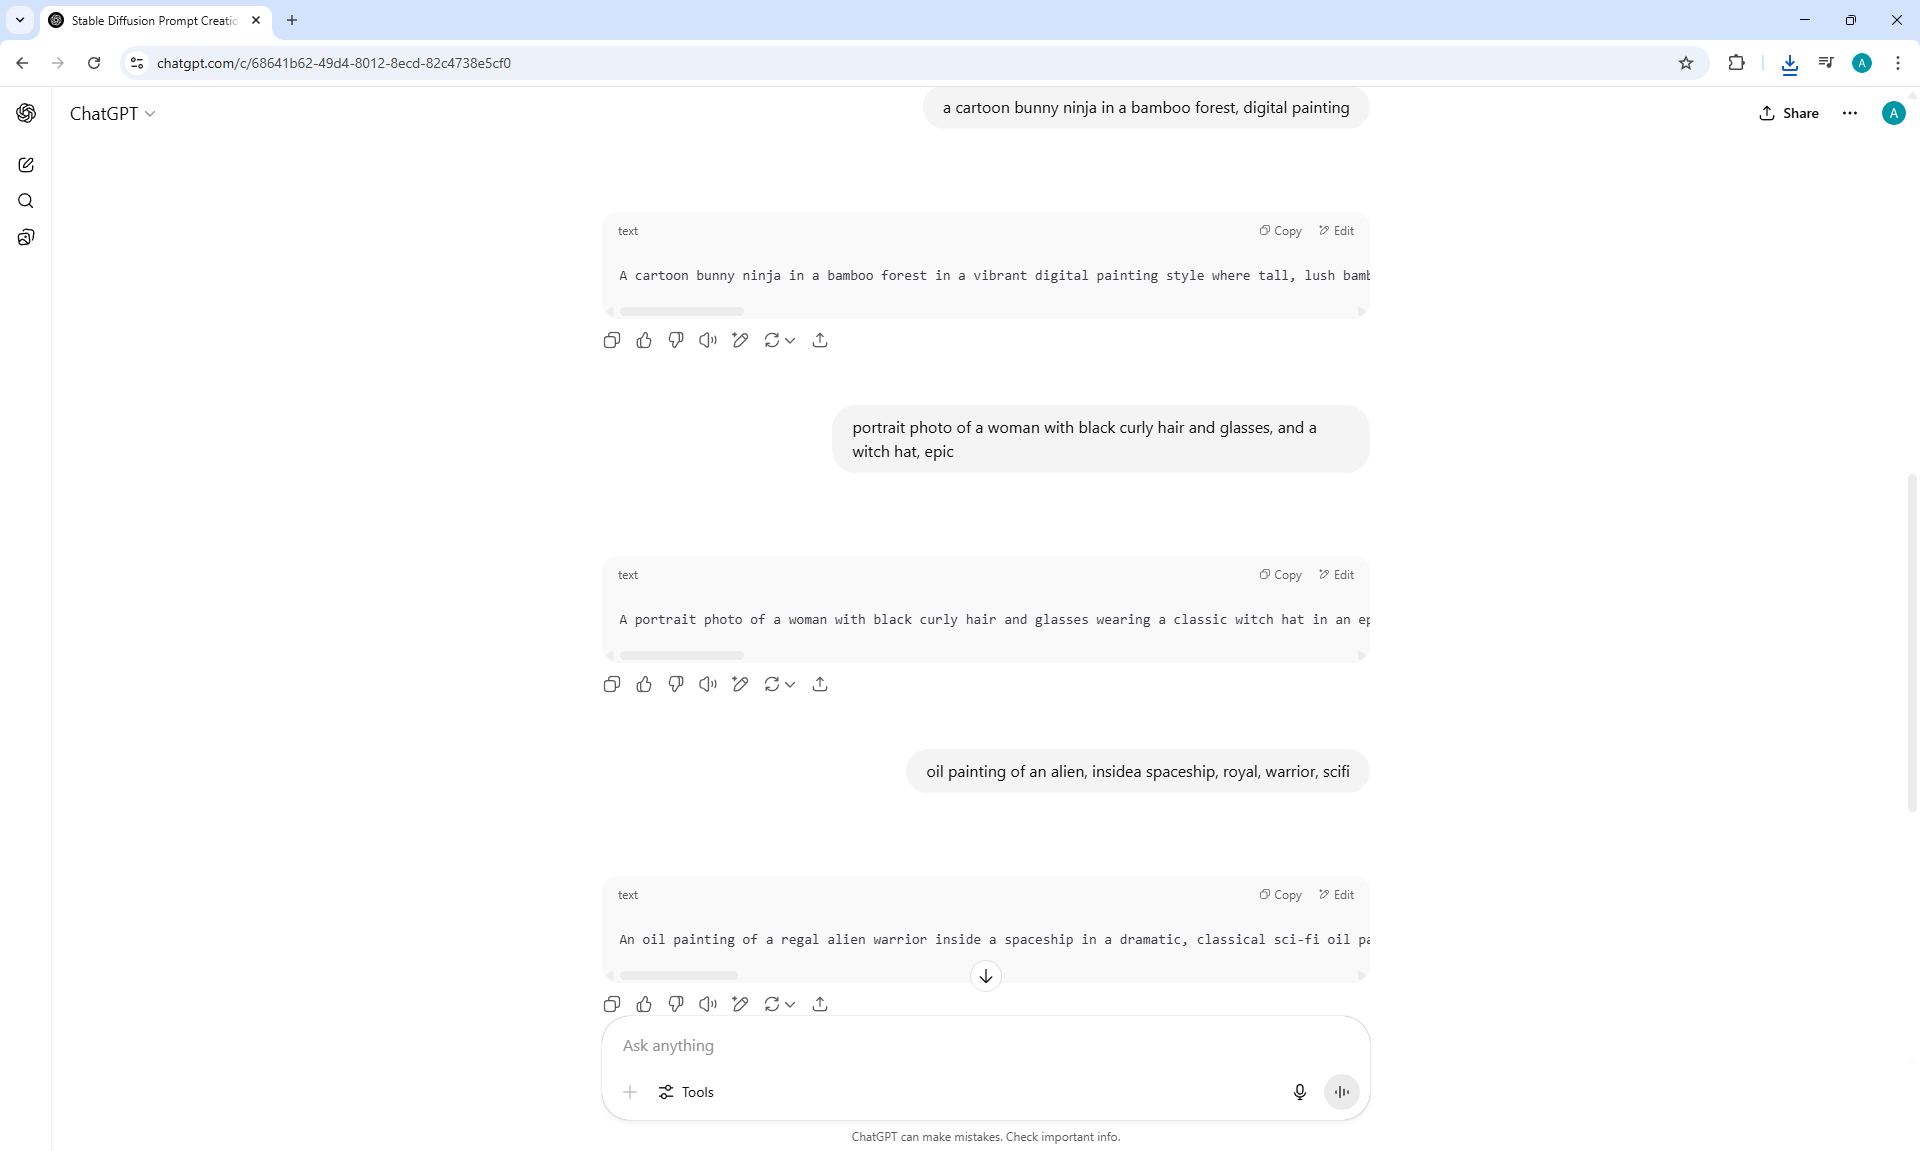 Stable Diffusion Prompt Creatio
chatgpt.com/c/68641b62-49d4-8012-8ecd-82c4738e5cf0
A
ChatGPT
Share
A
a cartoon bunny ninja in a bamboo forest, digital painting
text
Copy
Edit
A cartoon bunny ninja in a bamboo forest in a vibrant digital painting style where tall, lush bamb
portrait photo of a woman with black curly hair and glasses, and a
witch hat, epic
text
Copy
Edit
A portrait photo of a woman with black curly hair and glasses wearing a classic witch hat in an ep
oil painting of an alien, insidea spaceship, royal, warrior, scifi
text
Copy
Edit
An oil painting of a regal alien warrior inside a spaceship in a dramatic, classical sci-fi oil pa
Ask anything
Tools
ChatGPT can make mistakes. Check important info.